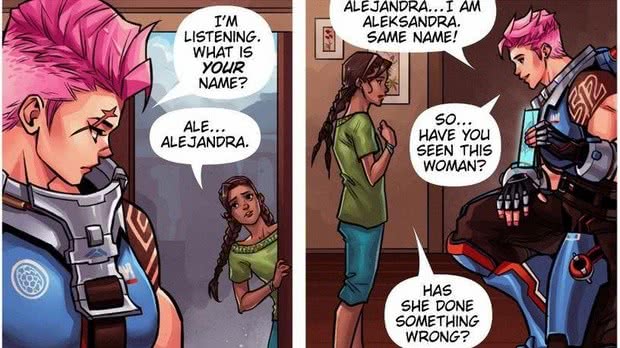 I'M
LISTENING.
WHAT IS
YOUR
NAME?
ALE...
ALEJANDRA.
ALEJANDRA...I AM
ALEKSANDRA.
SAME NAME!
SO...
HAVE YOU
SEEN THIS
WOMAN?
HAS
SHE DONE
SOMETHING
WRONG?
512